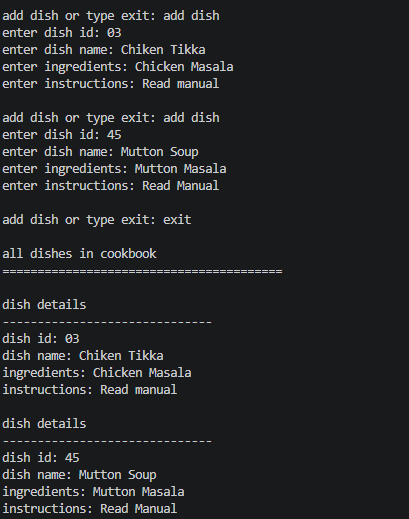 add dish or type exit: add dish
enter dish id: 03
enter dish name: Chiken Tikka
enter ingredients: Chicken Masala
enter instructions: Read manual
add dish or type exit: add dish
enter dish id: 45
enter dish name: Mutton Soup
enter ingredients: Mutton Masala
enter instructions: Read Manual
add dish or type exit: exit
all dishes in cookbook
========================================
dish details
------------------------------
dish id: 03
dish name: Chiken Tikka
ingredients: Chicken Masala
instructions: Read manual
dish details
------------------------------
dish id: 45
dish name: Mutton Soup
ingredients: Mutton Masala
instructions: Read Manual